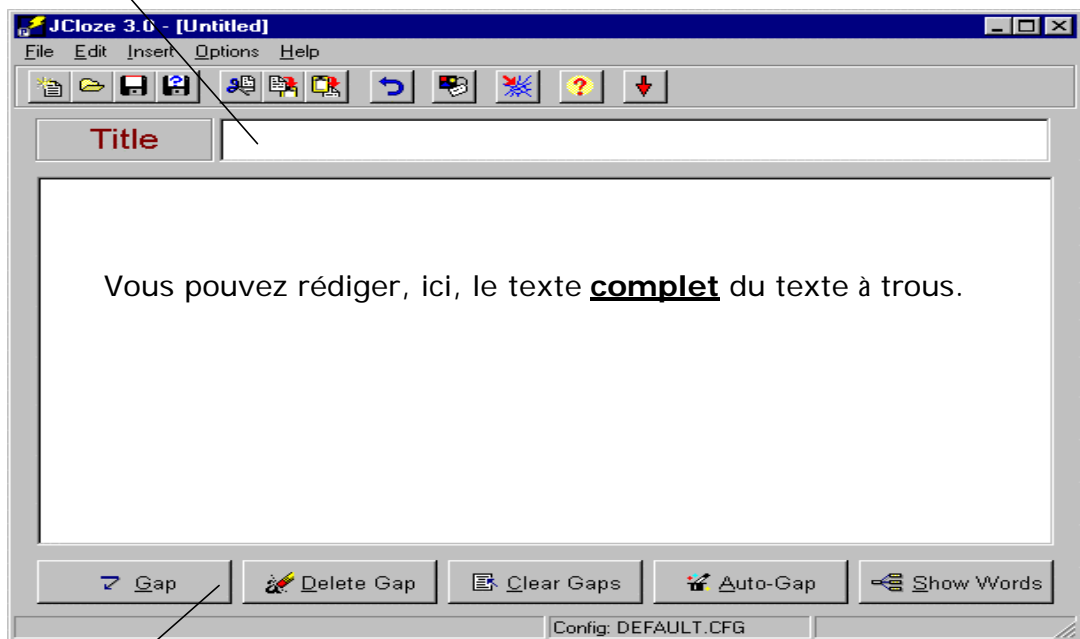 JCloze 3.0 - [Untitled]
File Edit Insert Options Help
Title
Vous pouvez rédiger, ici, le texte complet du texte à trous.
Gap Delete Gap Clear Gaps Auto-Gap Show Words
Config: DEFAULT.CFG